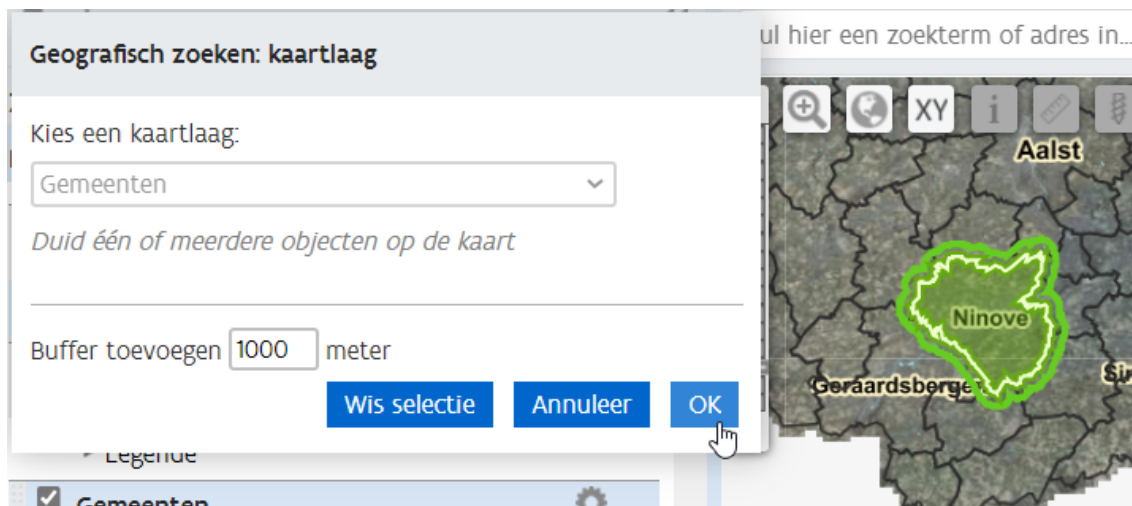 Geografisch zoeken: kaartlaag
Kies een kaartlaag:
Gemeenten
Duid één of meerdere objecten op de kaart
Buffer toevoegen 1000 meter
Wis selectie Annuleer OK
Legende
Gemeenten
ul hier een zoekterm of adres in...
XY i
Aalst
Ninove
Geraardsbergen